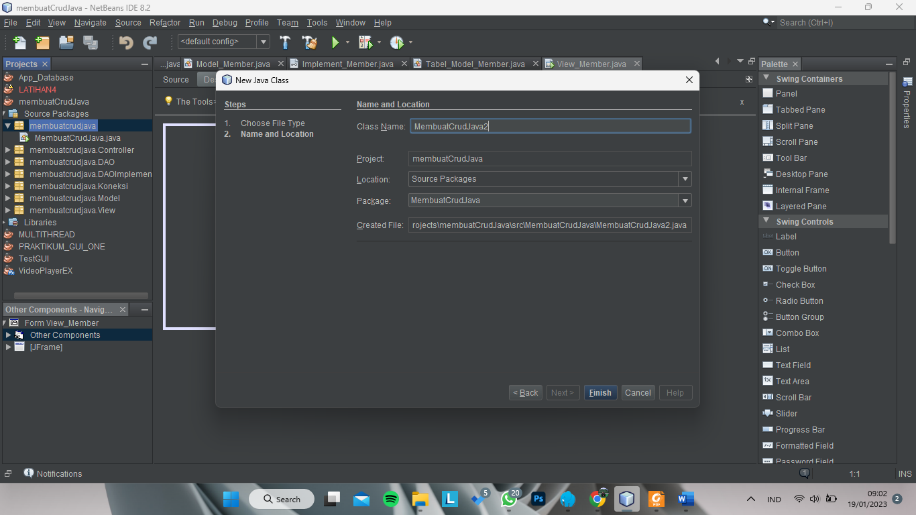 membuatCrudJava - NetBeans IDE 8.2
File Edit View Navigate Source Refactor Run Debug Profile Team Tools Window Help
Search (Ctrl+I)
<default config>
Projects
App_Database
LATIHAN4
membuatCrudJava
Source Packages
membuatcrudjava
MembuatCrudJava.java
membuatcrudjava.Controller
membuatcrudjava.DAO
membuatcrudjava.DAOImplemen
membuatcrudjava.Koneksi
membuatcrudjava.Model
membuatcrudjava.View
Libraries
MULTITHREAD
PRAKTIKUM_GUI_ONE
TestGUI
VideoPlayerEX
Other Components - Navig...
Form View_Member
Other Components
[JFrame]
...java Model_Member.java Implement_Member.java Tabel_Member.java View_Member.java
Source De
The Tools
New Java Class
Steps
1. Choose File Type
2. Name and Location
Name and Location
Class Name: MembuatCrudJava2
Project: membuatCrudJava
Location: Source Packages
Package: MembuatCrudJava
Created File: rojects\membuatCrudJava\src\MembuatCrudJava\MembuatCrudJava2.java
< Back Next > Finish Cancel Help
Palette
Swing Containers
Panel
Tabbed Pane
Split Pane
Scroll Pane
Tool Bar
Desktop Pane
Internal Frame
Layered Pane
Swing Controls
label Label
Button
Toggle Button
Check Box
Radio Button
Button Group
Combo Box
List
Text Field
Text Area
Scroll Bar
Slider
Progress Bar
Formatted Field
Password Field
Properties
Notifications
1:1 INS
Search
5
20
IND
09:02
19/01/2023
2